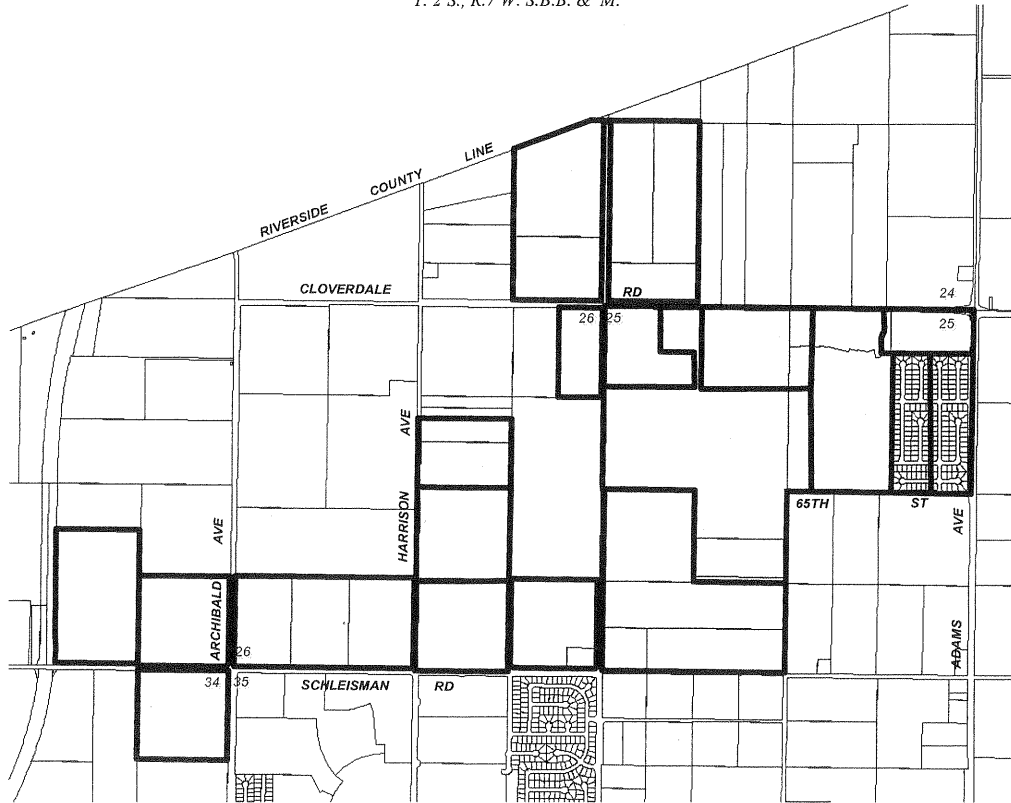 T. 2 S., R.7 W. S.B.B. & M.
RIVERSIDE COUNTY LINE
CLOVERDALE RD
24
26 25
25
AVE
HARRISON
65TH ST
AVE
AVE
ARCHIBALD
ADAMS
26
34 35
SCHLEISMAN RD